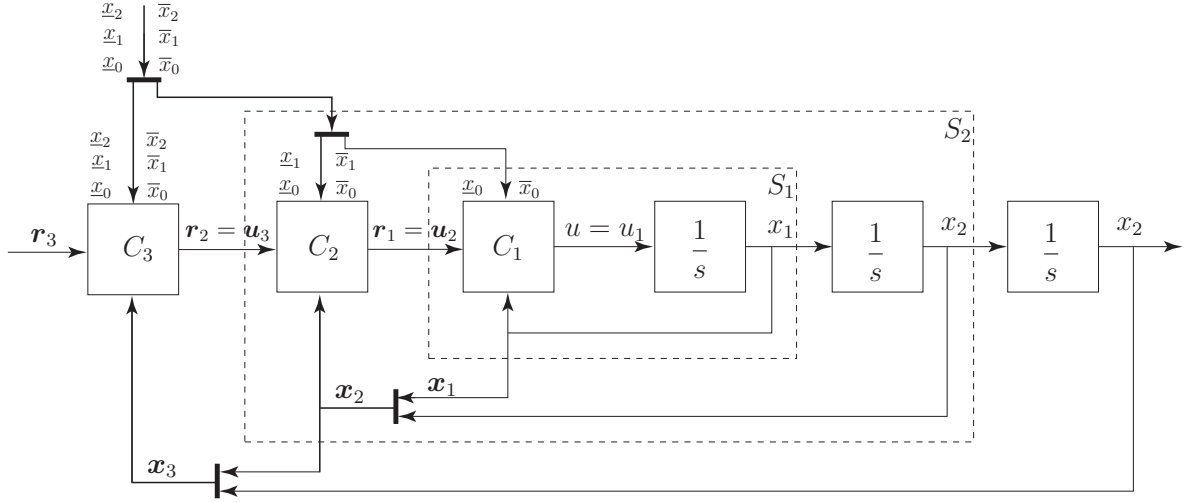 x̲₂ x̅₂
x̲₁ x̅₁
x̲₀ x̅₀
S₂
x̲₂ x̅₂
x̲₁ x̅₁
x̲₀ x̅₀
x̲₁ x̅₁
x̲₀ x̅₀
S₁
x̲₀ x̅₀
r₃
C₃
r₂ = u₃
C₂
r₁ = u₂
C₁
u = u₁
1
s
x₁
1
s
x₂
1
s
x₂
x₂
x₁
x₃